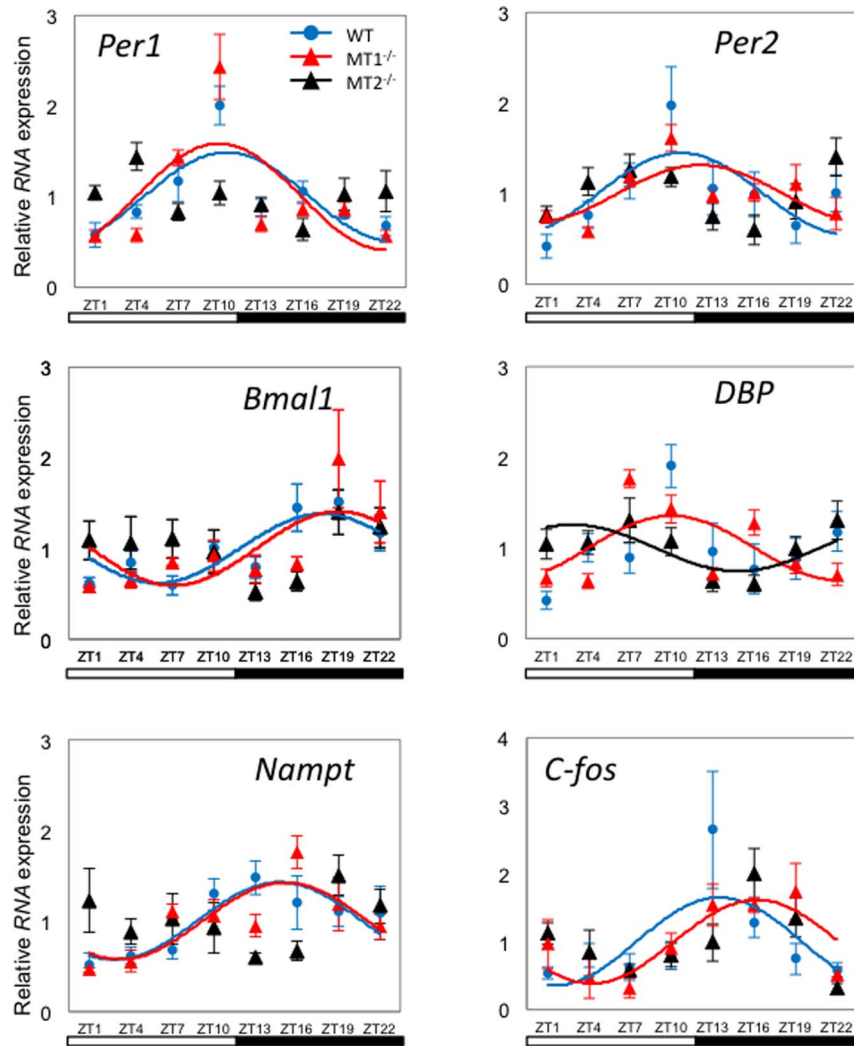 Per1
WT
MT1-/-
MT2-/-
Relative RNA expression
3
2
1
0
ZT1 ZT4 ZT7 ZT10 ZT13 ZT16 ZT19 ZT22
Per2
3
2
1
0
ZT1 ZT4 ZT7 ZT10 ZT13 ZT16 ZT19 ZT22
Bmal1
Relative RNA expression
3
2
1
0
ZT1 ZT4 ZT7 ZT10 ZT13 ZT16 ZT19 ZT22
DBP
3
2
1
0
ZT1 ZT4 ZT7 ZT10 ZT13 ZT16 ZT19 ZT22
Nampt
Relative RNA expression
3
2
1
0
ZT1 ZT4 ZT7 ZT10 ZT13 ZT16 ZT19 ZT22
C-fos
4
3
2
1
0
ZT1 ZT4 ZT7 ZT10 ZT13 ZT16 ZT19 ZT22